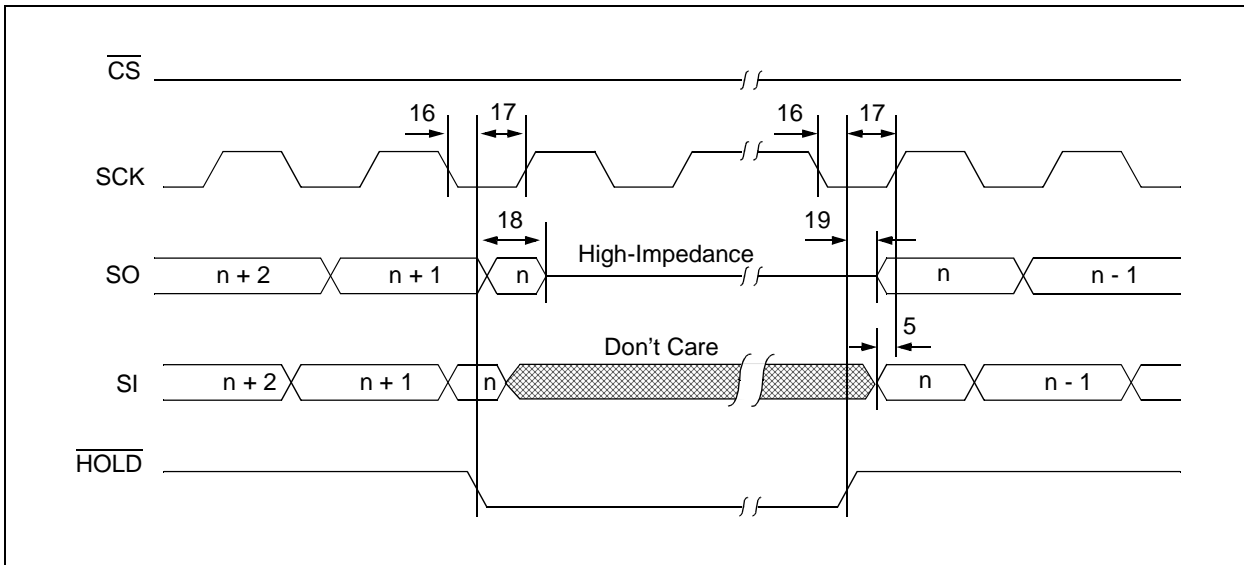 CS
16 17 16 17
SCK
18 19
High-Impedance
SO n + 2 n + 1 n n n - 1
5
Don't Care
SI n + 2 n + 1 n n n - 1
HOLD